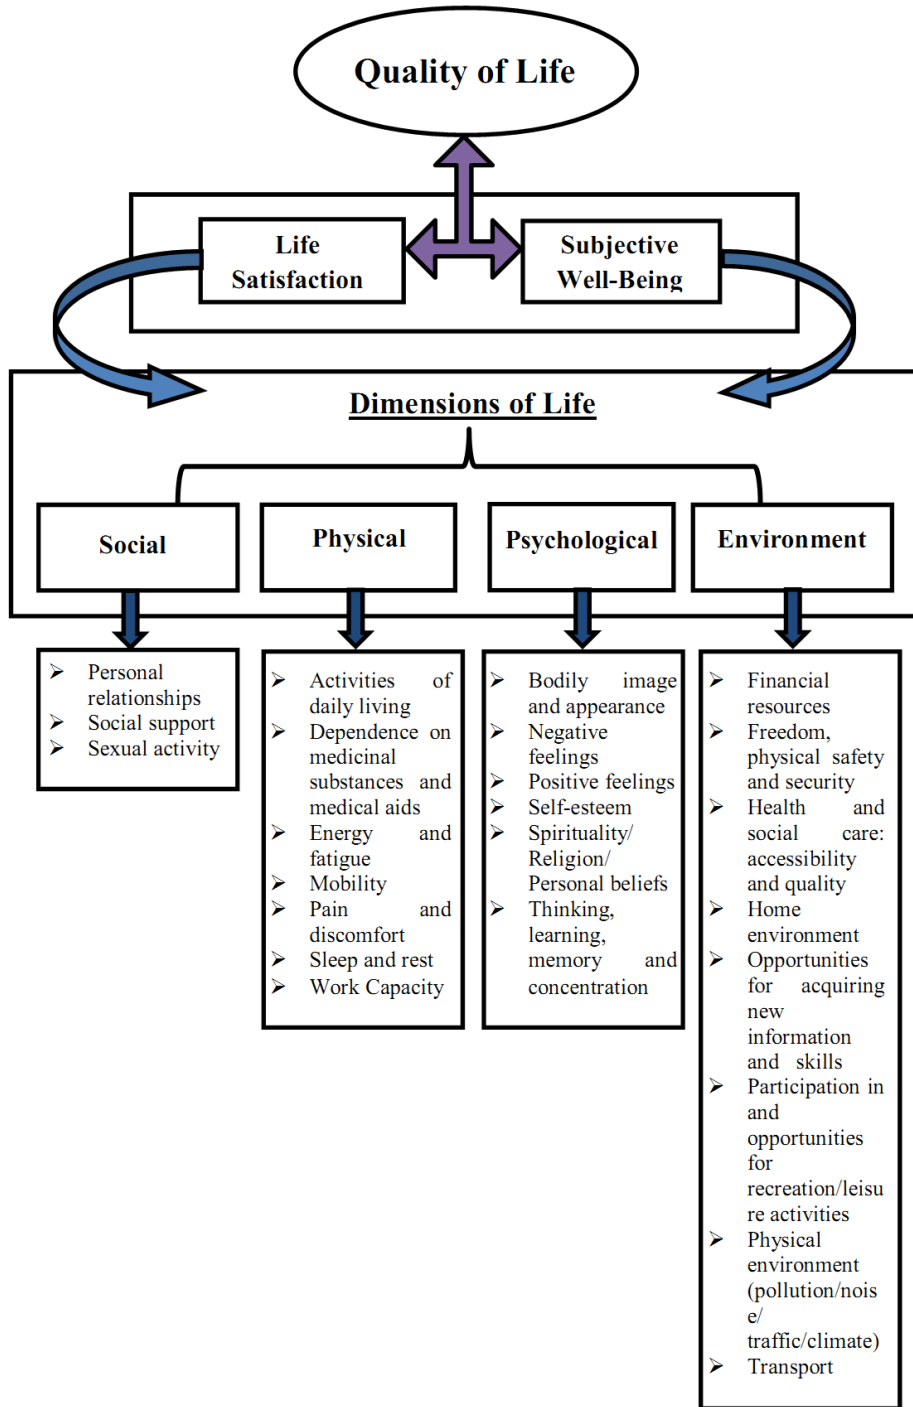 Quality of Life
Life
Satisfaction
Subjective
Well-Being
Dimensions of Life
Social
Physical
Psychological
Environment
➢ Personal
relationships
➢ Social support
➢ Sexual activity
➢ Activities of
daily living
➢ Dependence on
medicinal
substances and
medical aids
➢ Energy and
fatigue
➢ Mobility
➢ Pain and
discomfort
➢ Sleep and rest
➢ Work Capacity
➢ Bodily image
and appearance
➢ Negative
feelings
➢ Positive feelings
➢ Self-esteem
➢ Spirituality/
Religion/
Personal beliefs
➢ Thinking,
learning,
memory and
concentration
➢ Financial
resources
➢ Freedom,
physical safety
and security
➢ Health and
social care:
accessibility
and quality
➢ Home
environment
➢ Opportunities
for acquiring
new
information
and skills
➢ Participation in
and
opportunities
for
recreation/leisu
re activities
➢ Physical
environment
(pollution/nois
e/
traffic/climate)
➢ Transport